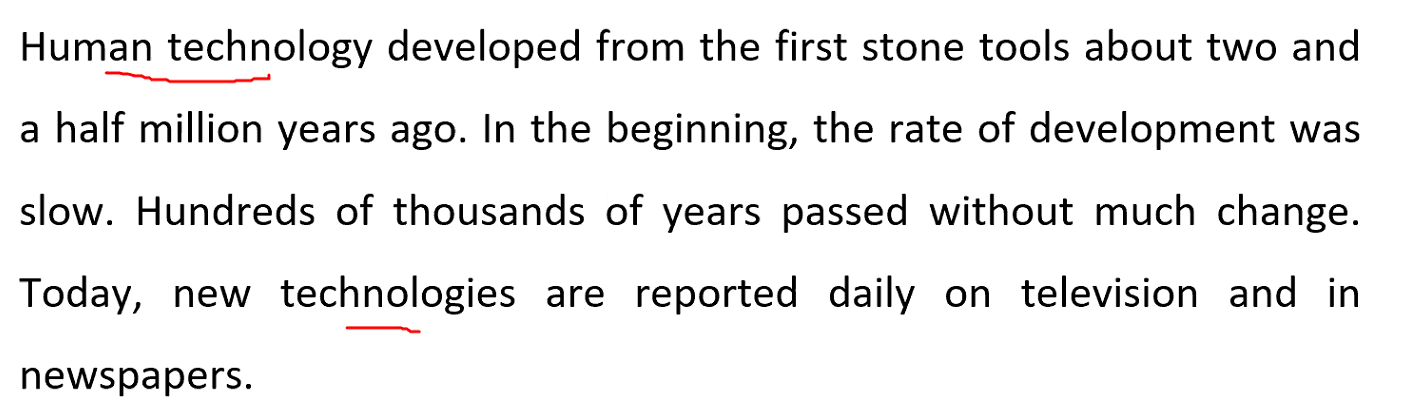 Human technology developed from the first stone tools about two and
a half million years ago. In the beginning, the rate of development was
slow. Hundreds of thousands of years passed without much change.
Today, new technologies are reported daily on television and in
newspapers.